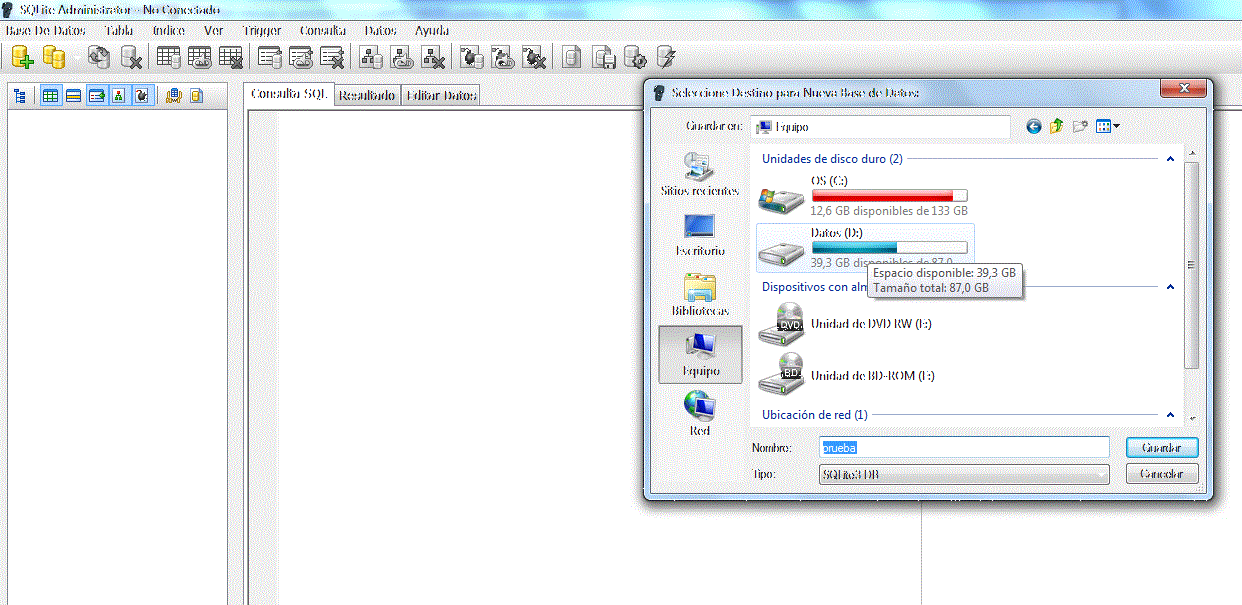 SQLite Administrator - No Conectado
Base De Datos Tabla Indice Ver Trigger Consulta Datos Ayuda
Consulta SQL Resultado Editar Datos
Seleccione Destino para Nueva Base de Datos:
Guardar en: Equipo
Sitios recientes
Escritorio
Bibliotecas
Equipo
Red
Unidades de disco duro (2)
OS (C:)
12,6 GB disponibles de 133 GB
Datos (D:)
39,3 GB disponibles de 87,0
Espacio disponible: 39,3 GB
Tamaño total: 87,0 GB
Dispositivos con alm
Unidad de DVD RW (E:)
DVD
Unidad de BD-ROM (F:)
BD
Ubicación de red (1)
Nombre: prueba
Guardar
Tipo: SQLite3 DB
Cancelar